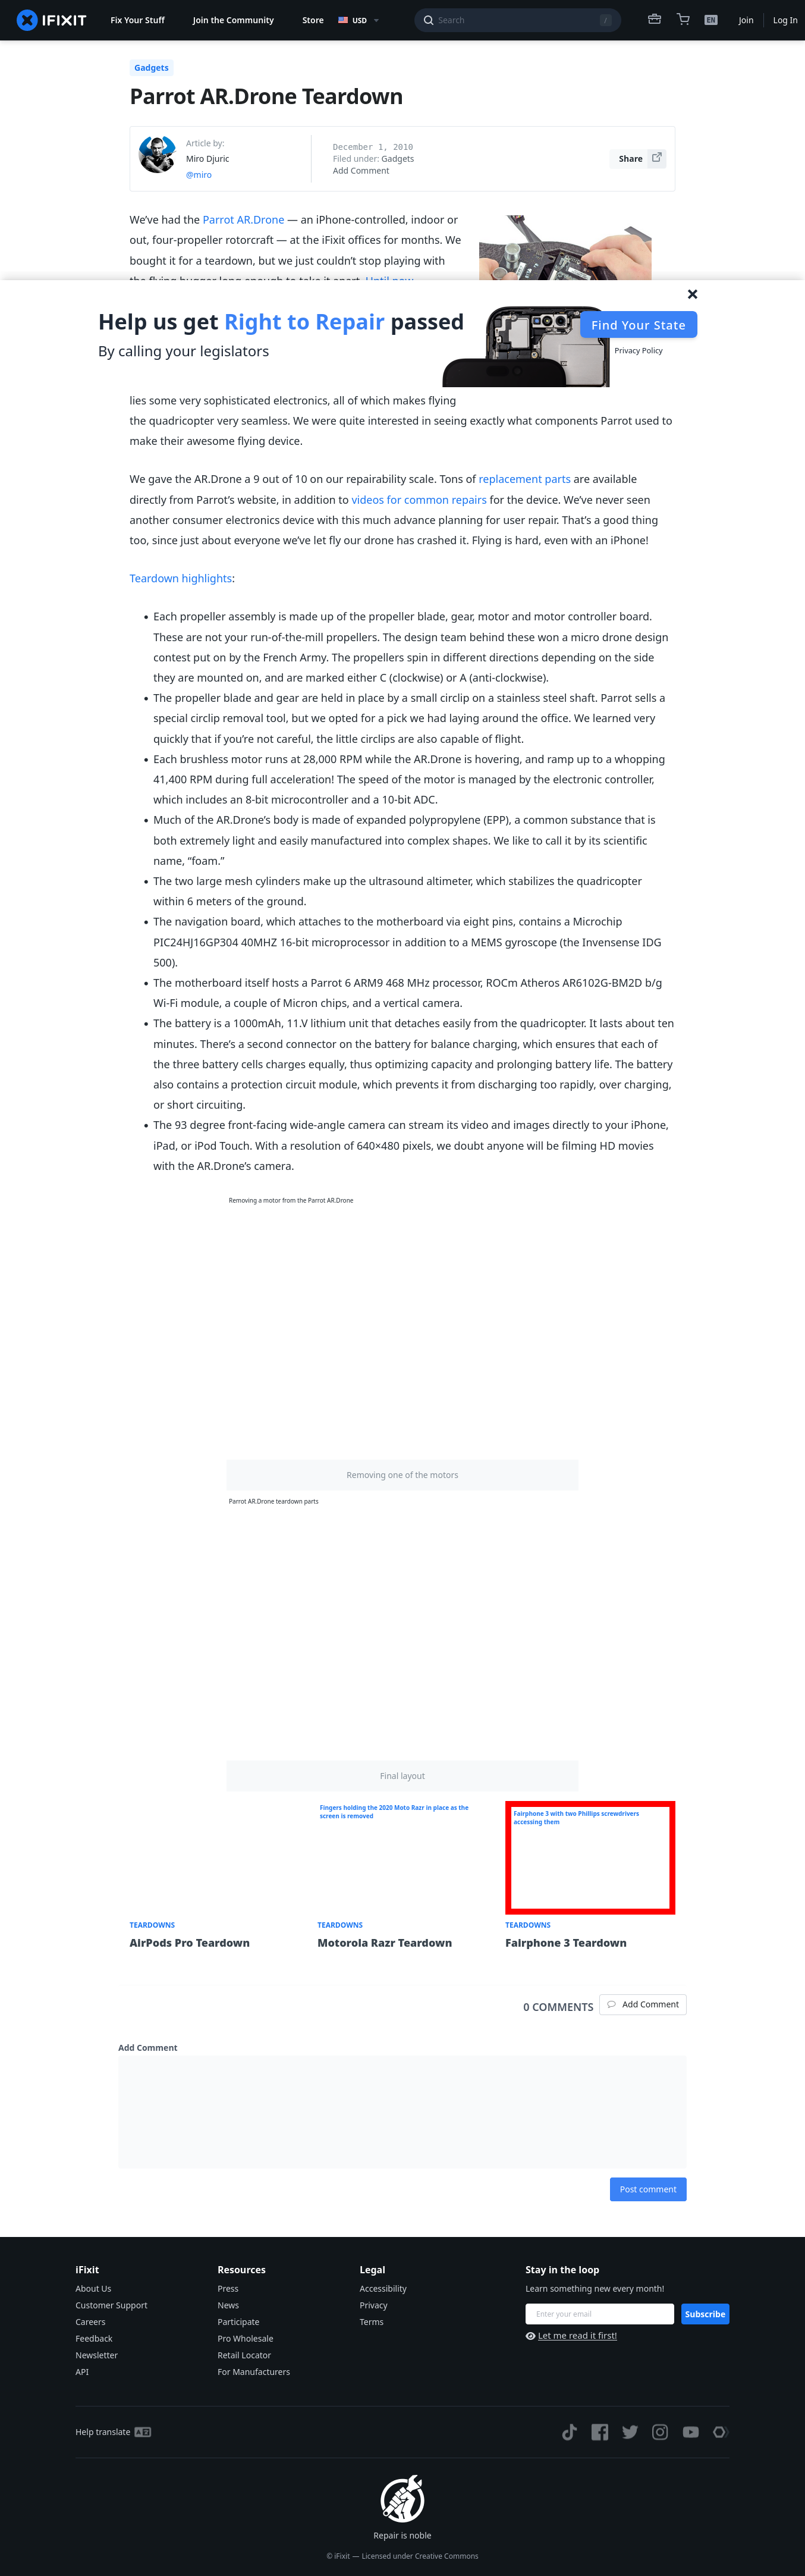 IFIXIT
Fix Your Stuff
Join the Community
Store
USD
Search
/
EN
Join
Log In
Gadgets
Parrot AR.Drone Teardown
Article by:
Miro Djuric
@miro
December 1, 2010
Filed under: Gadgets
Add Comment
Share
We’ve had the Parrot AR.Drone — an iPhone-controlled, indoor or
out, four-propeller rotorcraft — at the iFixit offices for months. We
bought it for a teardown, but we just couldn’t stop playing with
Help us get Right to Repair passed
By calling your legislators
Find Your State
Privacy Policy
lies some very sophisticated electronics, all of which makes flying
the quadricopter very seamless. We were quite interested in seeing exactly what components Parrot used to
make their awesome flying device.
We gave the AR.Drone a 9 out of 10 on our repairability scale. Tons of replacement parts are available
directly from Parrot’s website, in addition to videos for common repairs for the device. We’ve never seen
another consumer electronics device with this much advance planning for user repair. That’s a good thing
too, since just about everyone we’ve let fly our drone has crashed it. Flying is hard, even with an iPhone!
Teardown highlights:
• Each propeller assembly is made up of the propeller blade, gear, motor and motor controller board.
These are not your run-of-the-mill propellers. The design team behind these won a micro drone design
contest put on by the French Army. The propellers spin in different directions depending on the side
they are mounted on, and are marked either C (clockwise) or A (anti-clockwise).
• The propeller blade and gear are held in place by a small circlip on a stainless steel shaft. Parrot sells a
special circlip removal tool, but we opted for a pick we had laying around the office. We learned very
quickly that if you’re not careful, the little circlips are also capable of flight.
• Each brushless motor runs at 28,000 RPM while the AR.Drone is hovering, and ramp up to a whopping
41,400 RPM during full acceleration! The speed of the motor is managed by the electronic controller,
which includes an 8-bit microcontroller and a 10-bit ADC.
• Much of the AR.Drone’s body is made of expanded polypropylene (EPP), a common substance that is
both extremely light and easily manufactured into complex shapes. We like to call it by its scientific
name, “foam.”
• The two large mesh cylinders make up the ultrasound altimeter, which stabilizes the quadricopter
within 6 meters of the ground.
• The navigation board, which attaches to the motherboard via eight pins, contains a Microchip
PIC24HJ16GP304 40MHZ 16-bit microprocessor in addition to a MEMS gyroscope (the Invensense IDG
500).
• The motherboard itself hosts a Parrot 6 ARM9 468 MHz processor, ROCm Atheros AR6102G-BM2D b/g
Wi-Fi module, a couple of Micron chips, and a vertical camera.
• The battery is a 1000mAh, 11.V lithium unit that detaches easily from the quadricopter. It lasts about ten
minutes. There’s a second connector on the battery for balance charging, which ensures that each of
the three battery cells charges equally, thus optimizing capacity and prolonging battery life. The battery
also contains a protection circuit module, which prevents it from discharging too rapidly, over charging,
or short circuiting.
• The 93 degree front-facing wide-angle camera can stream its video and images directly to your iPhone,
iPad, or iPod Touch. With a resolution of 640×480 pixels, we doubt anyone will be filming HD movies
with the AR.Drone’s camera.
Removing a motor from the Parrot AR.Drone
Removing one of the motors
Parrot AR.Drone teardown parts
Final layout
Fingers holding the 2020 Moto Razr in place as the
screen is removed
Fairphone 3 with two Phillips screwdrivers
accessing them
TEARDOWNS
AirPods Pro Teardown
TEARDOWNS
Motorola Razr Teardown
TEARDOWNS
Fairphone 3 Teardown
0 COMMENTS
Add Comment
Add Comment
Post comment
iFixit
About Us
Customer Support
Careers
Feedback
Newsletter
API
Resources
Press
News
Participate
Pro Wholesale
Retail Locator
For Manufacturers
Legal
Accessibility
Privacy
Terms
Stay in the loop
Learn something new every month!
Enter your email
Subscribe
Let me read it first!
Help translate
Repair is noble
© iFixit — Licensed under Creative Commons